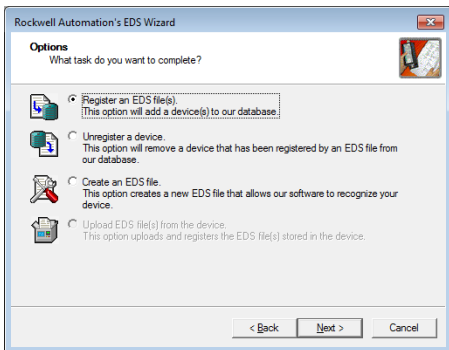 Rockwell Automation's EDS Wizard
Options
What task do you want to complete?
Register an EDS file(s).
This option will add a device(s) to our database.
Unregister a device.
This option will remove a device that has been registered by an EDS file from
our database.
Create an EDS file.
This option creates a new EDS file that allows our software to recognize your
device.
Upload EDS file(s) from the device.
This option uploads and registers the EDS file(s) stored in the device.
< Back Next > Cancel